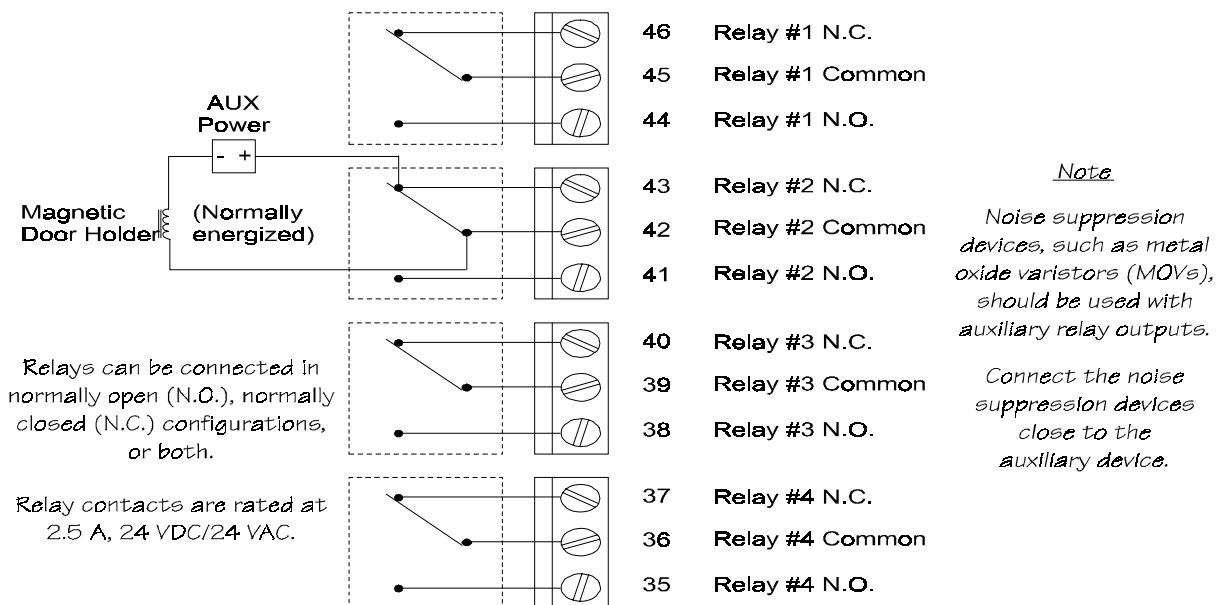 46 Relay #1 N.C.
45 Relay #1 Common
44 Relay #1 N.O.
AUX
Power
- +
Magnetic
Door Holder
(Normally
energized)
43 Relay #2 N.C.
42 Relay #2 Common
41 Relay #2 N.O.
40 Relay #3 N.C.
39 Relay #3 Common
38 Relay #3 N.O.
37 Relay #4 N.C.
36 Relay #4 Common
35 Relay #4 N.O.
Relays can be connected in
normally open (N.O.), normally
closed (N.C.) configurations,
or both.
Relay contacts are rated at
2.5 A, 24 VDC/24 VAC.
Note
Noise suppression
devices, such as metal
oxide varistors (MOVs),
should be used with
auxiliary relay outputs.
Connect the noise
suppression devices
close to the
auxiliary device.